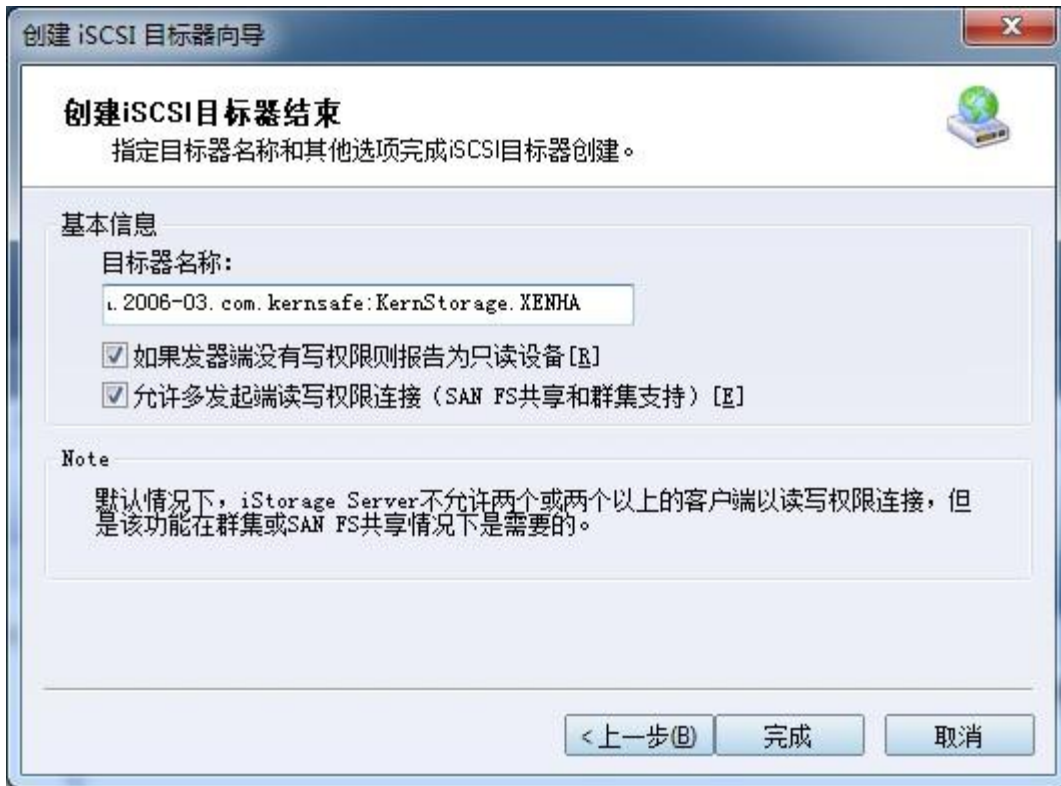 创建 iSCSI 目标器向导
创建iSCSI目标器结束
指定目标器名称和其他选项完成iSCSI目标器创建。
基本信息
目标器名称:
.2006-03.com.kernsafe:KernStorage.XENHA
如果发器端没有写权限则报告为只读设备[R]
允许多发起端读写权限连接（SAN FS共享和群集支持）[E]
Note
默认情况下，iStorage Server不允许两个或两个以上的客户端以读写权限连接，但
是该功能在群集或SAN FS共享情况下是需要的。
<上一步(B)
完成
取消